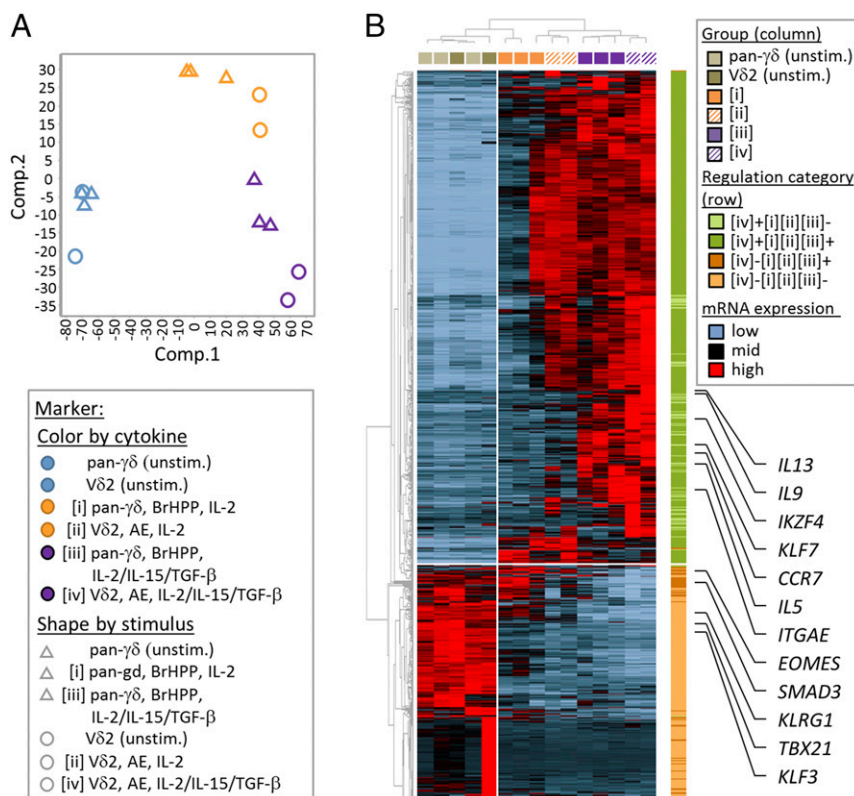 A
30
25
20
15
10
5
0
-5
-10
-15
-20
-25
-30
-35
Comp.2
-80
-70
-60
-50
-40
-30
-20
-10
0
10
20
30
40
50
60
70
Comp.1
Marker:
Color by cytokine
pan-γδ (unstim.)
Vδ2 (unstim.)
[i] pan-γδ, BrHPP, IL-2
[ii] Vδ2, AE, IL-2
[iii] pan-γδ, BrHPP,
IL-2/IL-15/TGF-β
[iv] Vδ2, AE, IL-2/IL-15/TGF-β
Shape by stimulus
pan-γδ (unstim.)
[i] pan-gd, BrHPP, IL-2
[iii] pan-γδ, BrHPP,
IL-2/IL-15/TGF-β
Vδ2 (unstim.)
[ii] Vδ2, AE, IL-2
[iv] Vδ2, AE, IL-2/IL-15/TGF-β
B
Group (column)
pan-γδ (unstim.)
Vδ2 (unstim.)
[i]
[ii]
[iii]
[iv]
Regulation category
(row)
[iv]+[i][ii][iii]-
[iv]+[i][ii][iii]+
[iv]-[i][ii][iii]+
[iv]-[i][ii][iii]-
mRNA expression
low
mid
high
IL13
IL9
IKZF4
KLF7
CCR7
IL5
ITGAE
EOMES
SMAD3
KLRG1
TBX21
KLF3